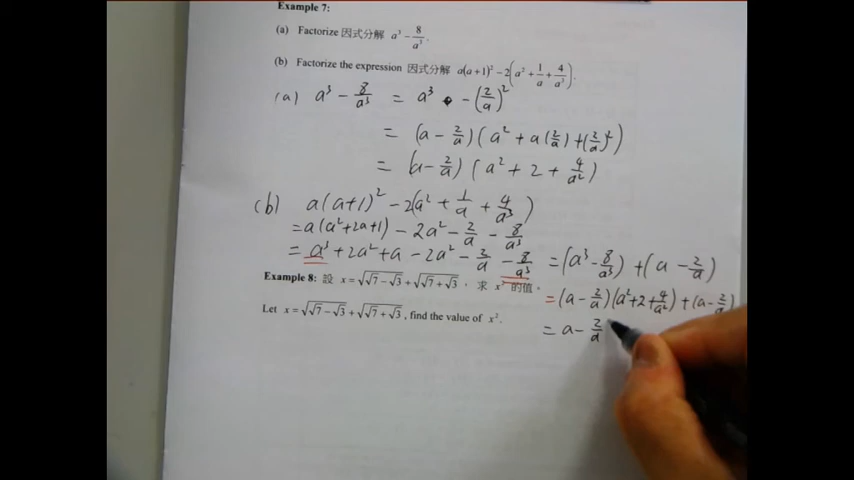 Example 7:
(a) Factorize 因式分解 a³ − 8/a³.
(b) Factorize the expression 因式分解 a(a+1)² − 2(a² + 1/a + 4/a³).
(a) a³ − 8/a³ = a³ − (2/a)²
= (a − 2/a)(a² + a(2/a) + (2/a)²)
= (a − 2/a)(a² + 2 + 4/a²)
(b) a(a+1)² − 2(a² + 1/a + 4/a³)
= a(a²+2a+1) − 2a² − 2/a − 8/a³
= a³ + 2a² + a − 2a² − 2/a − 8/a³ = (a³ − 8/a³) + (a − 2/a)
= (a − 2/a)(a² + 2 + 4/a²) + (a − 2/a
= a − 2/a
Example 8: 設 x = √(√7 − √3) + √(√7 + √3), 求 x² 的值,
Let x = √(√7 − √3) + √(√7 + √3), find the value of x².